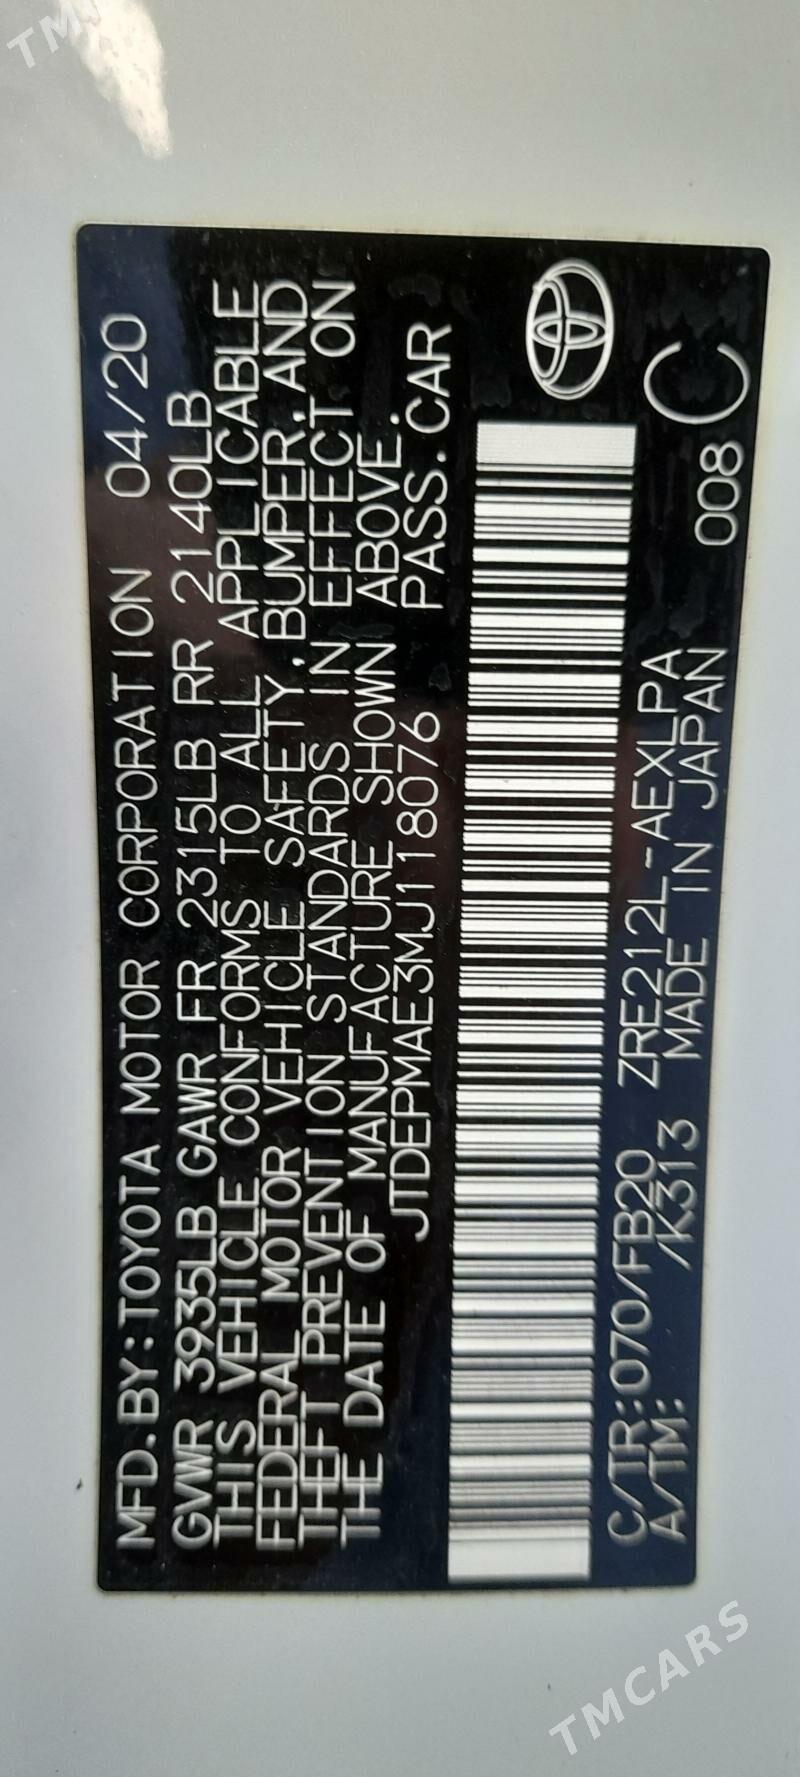 MFD.BY:TOYOTA MOTOR CORPORATION 04/20
GVWR 3935LB GAWR FR 2315LB RR 2140LB
THIS VEHICLE CONFORMS TO ALL APPLICABLE
FEDERAL MOTOR VEHICLE SAFETY,BUMPER,AND
THEFT PREVENTION STANDARDS IN EFFECT ON
THE DATE OF MANUFACTURE SHOWN ABOVE.
JTDEPMAE3MJ118076 PASS.CAR
C/TR:070/FB20 ZRE212L-AEXLPA 008 C
A/TM: /K313 MADE IN JAPAN
TMCARS